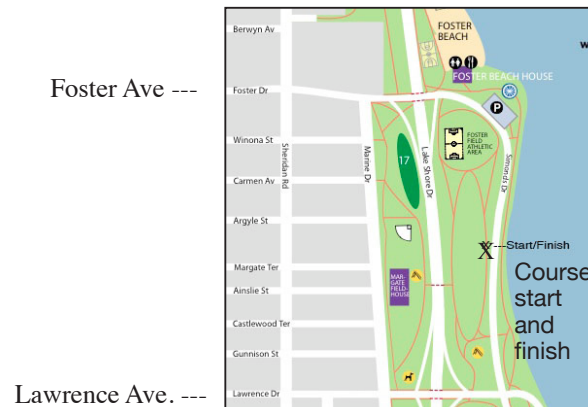 FOSTER
BEACH
W
Berwyn Av
FOSTER BEACH HOUSE
Foster Ave ---
Foster Dr
P
Winona St
FOSTER
FIELD
ATHLETIC
AREA
Sheridan Rd
Marine Dr
17
Lake Shore Dr
Simonds Dr
Carmen Av
Argyle St
X ---Start/Finish
Course
start
and
finish
Margate Ter
MAR-
GATE
FIELD-
HOUSE
Ainslie St
Castlewood Ter
Gunnison St
Lawrence Ave. ---
Lawrence Dr